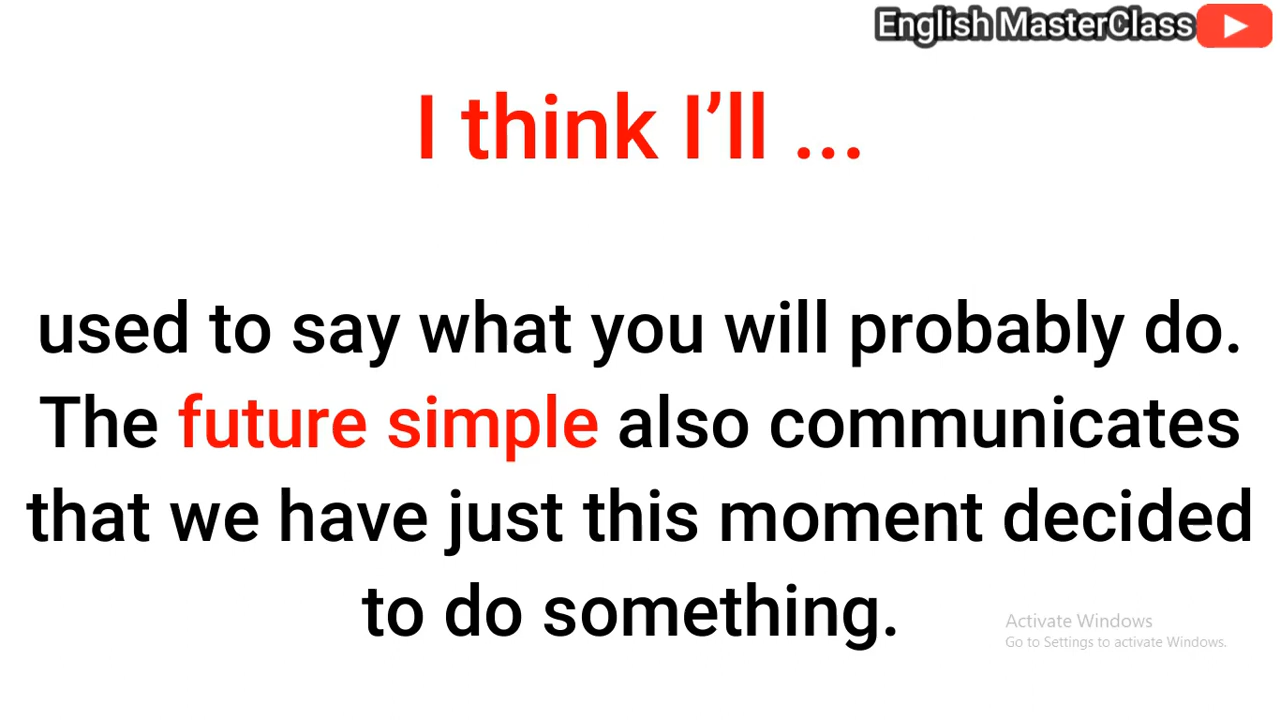 English MasterClass
I think I’ll ...
used to say what you will probably do.
The future simple also communicates
that we have just this moment decided
to do something.
Activate Windows
Go to Settings to activate Windows.